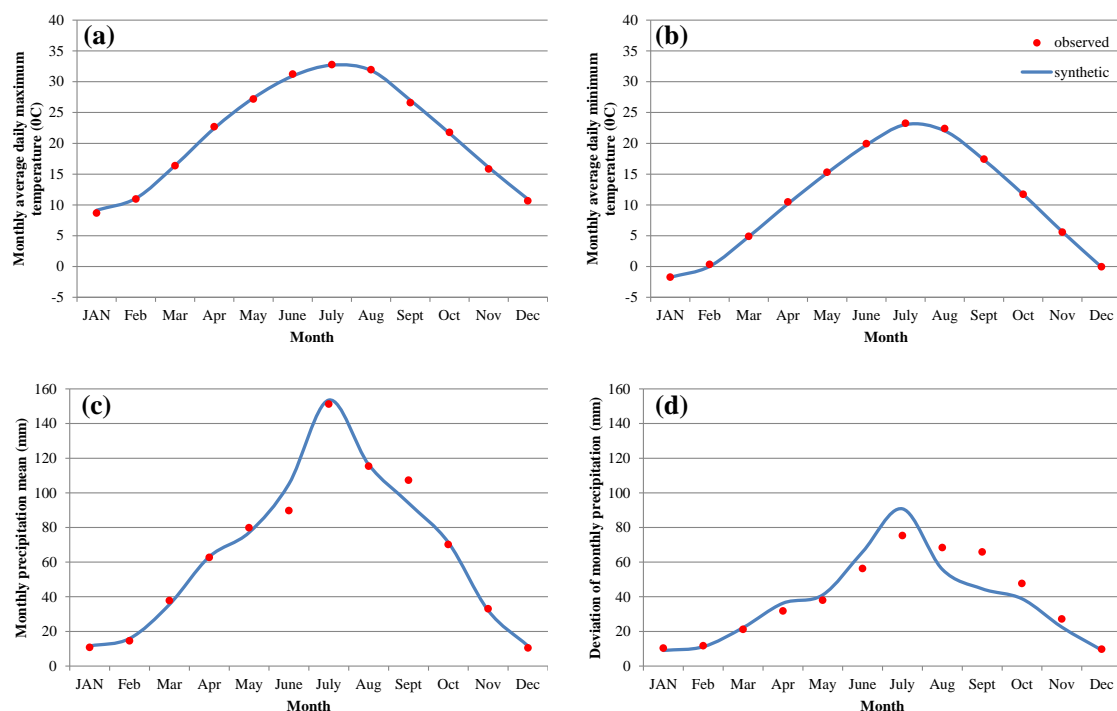 (a)
Monthly average daily maximum
temperature (0C)
40
35
30
25
20
15
10
5
0
-5
JAN Feb Mar Apr May June July Aug Sept Oct Nov Dec
Month
(b)
observed
synthetic
Monthly average daily minimum
temperature (0C)
40
35
30
25
20
15
10
5
0
-5
JAN Feb Mar Apr May June July Aug Sept Oct Nov Dec
Month
(c)
Monthly precipitation mean (mm)
160
140
120
100
80
60
40
20
0
JAN Feb Mar Apr May June July Aug Sept Oct Nov Dec
Month
(d)
Deviation of monthly precipitation (mm)
160
140
120
100
80
60
40
20
0
JAN Feb Mar Apr May June July Aug Sept Oct Nov Dec
Month